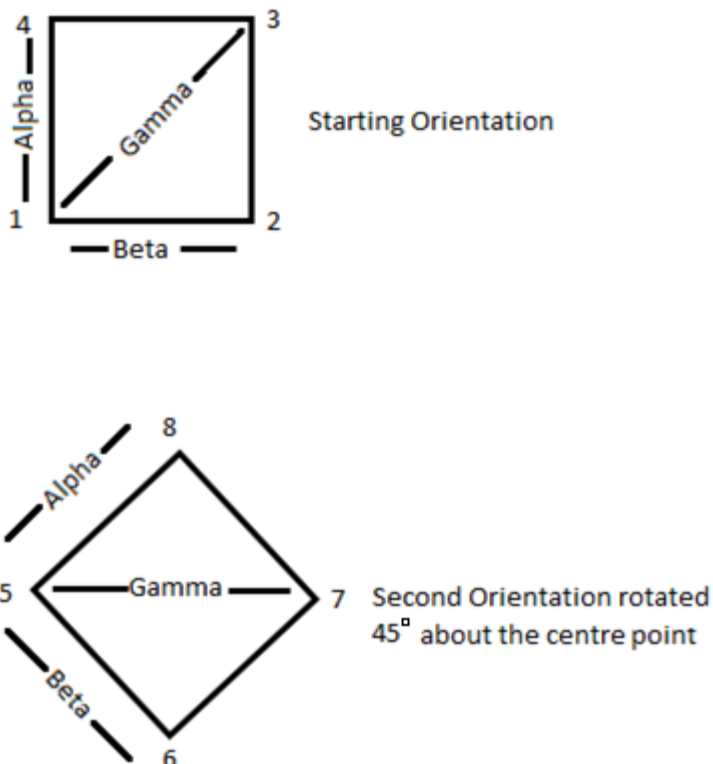 4
3
Alpha
Gamma
Starting Orientation
1
2
Beta
8
Alpha
5
Gamma
7
Second Orientation rotated
45° about the centre point
Beta
6